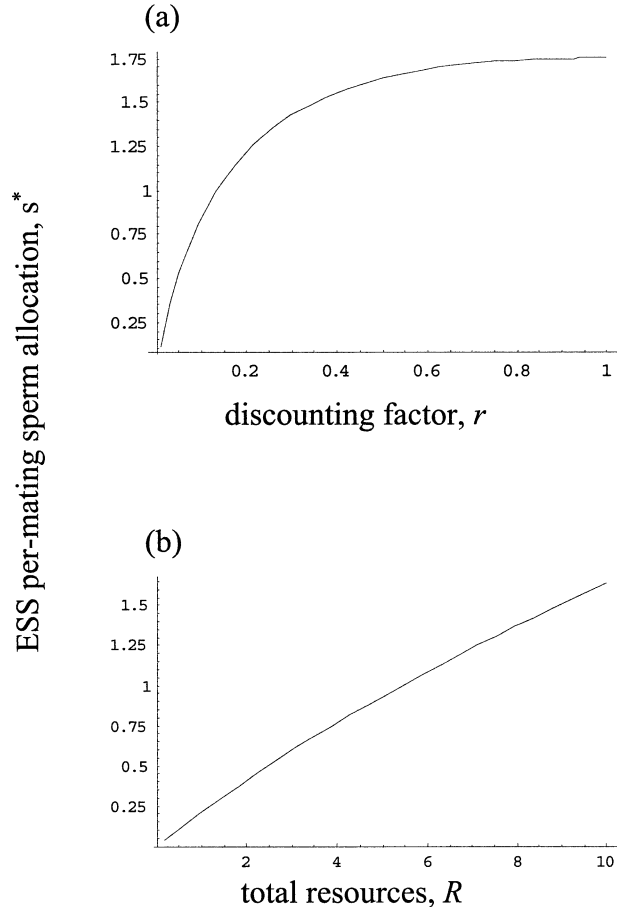 (a)
1.75
1.5
1.25
1
0.75
0.5
0.25
0.2 0.4 0.6 0.8 1
discounting factor, r
ESS per-mating sperm allocation, s*
(b)
1.5
1.25
1
0.75
0.5
0.25
2 4 6 8 10
total resources, R